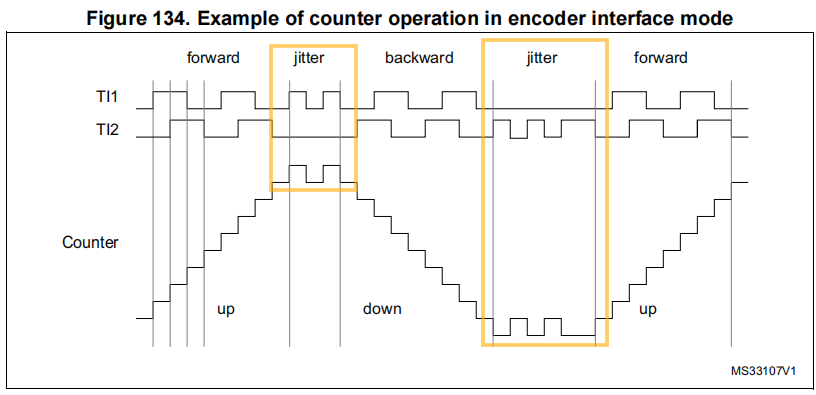 Figure 134. Example of counter operation in encoder interface mode
forward jitter backward jitter forward
TI1
TI2
Counter
up down up
MS33107V1